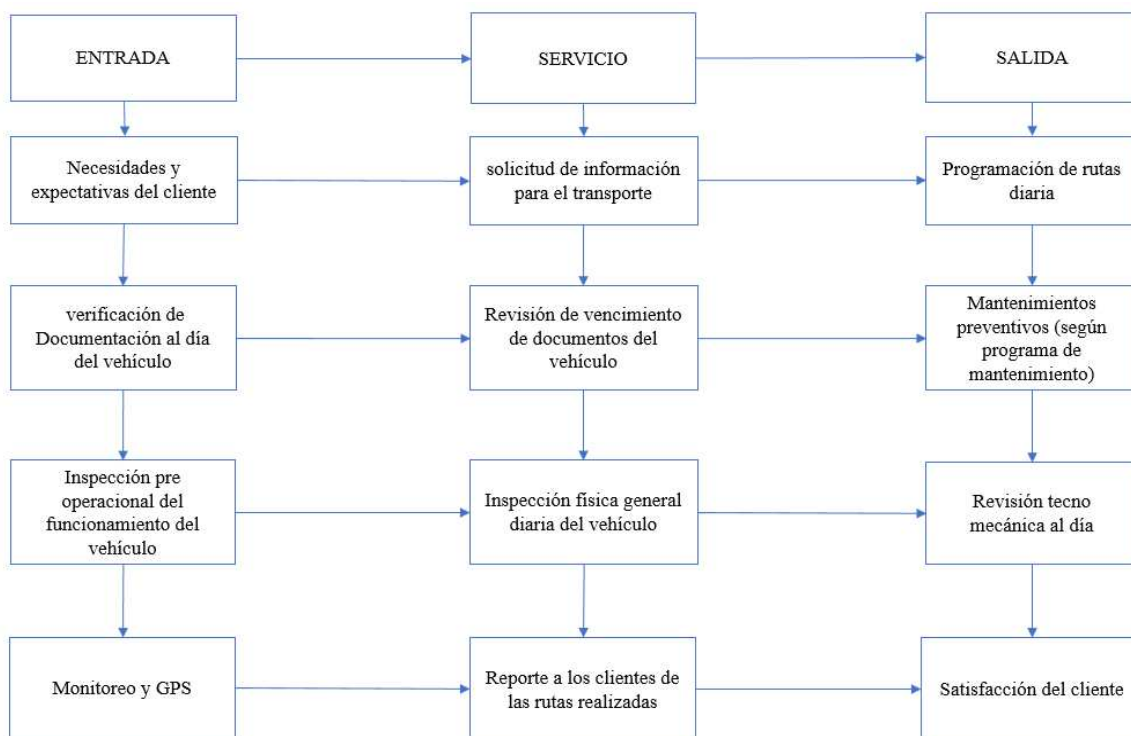 ENTRADA
SERVICIO
SALIDA
Necesidades y
expectativas del cliente
solicitud de información
para el transporte
Programación de rutas
diaria
verificación de
Documentación al día
del vehículo
Revisión de vencimiento
de documentos del
vehículo
Mantenimientos
preventivos (según
programa de
mantenimiento)
Inspección pre
operacional del
funcionamiento del
vehículo
Inspección física general
diaria del vehículo
Revisión tecno
mecánica al día
Monitoreo y GPS
Reporte a los clientes de
las rutas realizadas
Satisfacción del cliente